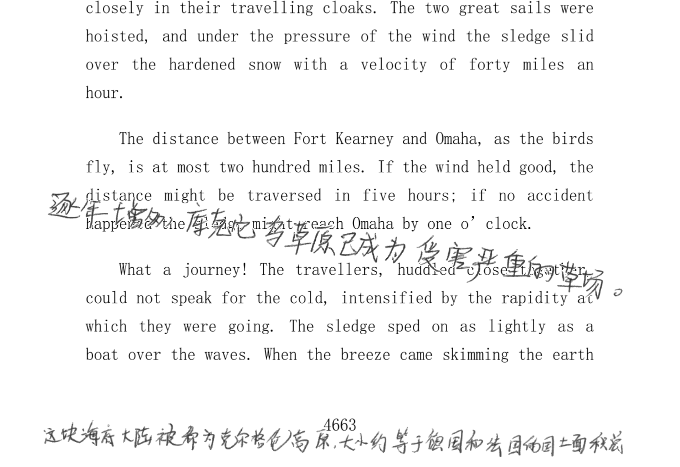 closely in their travelling cloaks. The two great sails were
hoisted, and under the pressure of the wind the sledge slid
over the hardened snow with a velocity of forty miles an
hour.
The distance between Fort Kearney and Omaha, as the birds
fly, is at most two hundred miles. If the wind held good, the
distance might be traversed in five hours; if no accident
happened the sledge might reach Omaha by one o’clock.
逐年增多，库克它乡草原已成为受害严重的草场。
What a journey! The travellers, huddled close together,
could not speak for the cold, intensified by the rapidity at
which they were going. The sledge sped on as lightly as a
boat over the waves. When the breeze came skimming the earth
4663
这块海底大陆被称为克尔格伦高原，大小约等于德国和法国的国土面积总